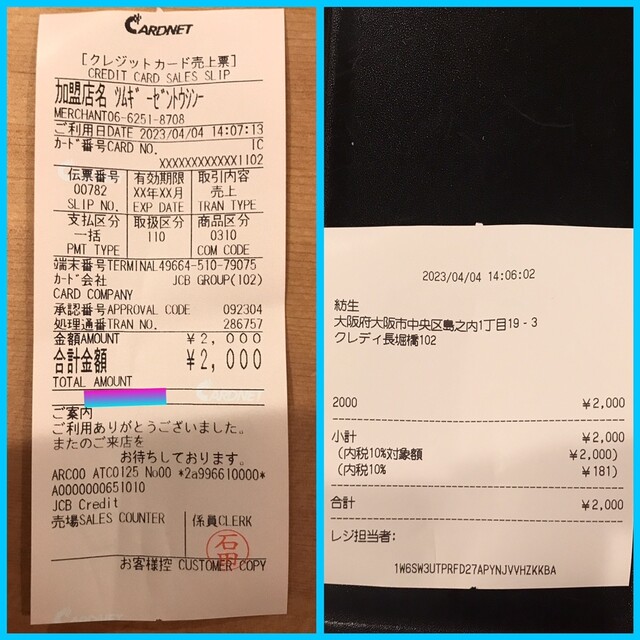 CARDNET
[クレジットカード売上票]
CREDIT CARD SALES SLIP
加盟店名 ツムギ ーゼントウシンー
MERCHANT06-6251-8708
ご利用日DATE 2023/04/04 14:07:13
カード番号CARD NO. IC
XXXXXXXXXXXX1102
伝票番号 有効期限 取引内容
00782 XX年XX月 売上
SLIP NO. EXP DATE TRAN TYPE
支払区分 取扱区分 商品区分
一括 110 0310
PMT TYPE COM CODE
端末番号TERMINAL49664-510-79075
カード会社 JCB GROUP(102)
CARD COMPANY
承認番号APPROVAL CODE 092304
処理通番TRAN NO. 286757
金額AMOUNT ¥2,000
合計金額 ¥2,000
TOTAL AMOUNT
CARDNET
ご案内
ご利用ありがとうございました。
またのご来店を
お待ちしております。
ARC00 ATC0125 No00 *2a996610000*
A0000000651010
JCB Credit
売場SALES COUNTER 係員CLERK
石田
お客様控 CUSTOMER COPY
2023/04/04 14:06:02
紡生
大阪府大阪市中央区島之内1丁目19-3
クレディ長堀橋102
2000 ¥2,000
小計 ¥2,000
(内税10%対象額 ¥2,000)
(内税10% ¥181)
合計 ¥2,000
レジ担当者:
1W6SW3UTPRFD27APYNJVVHZKKBA